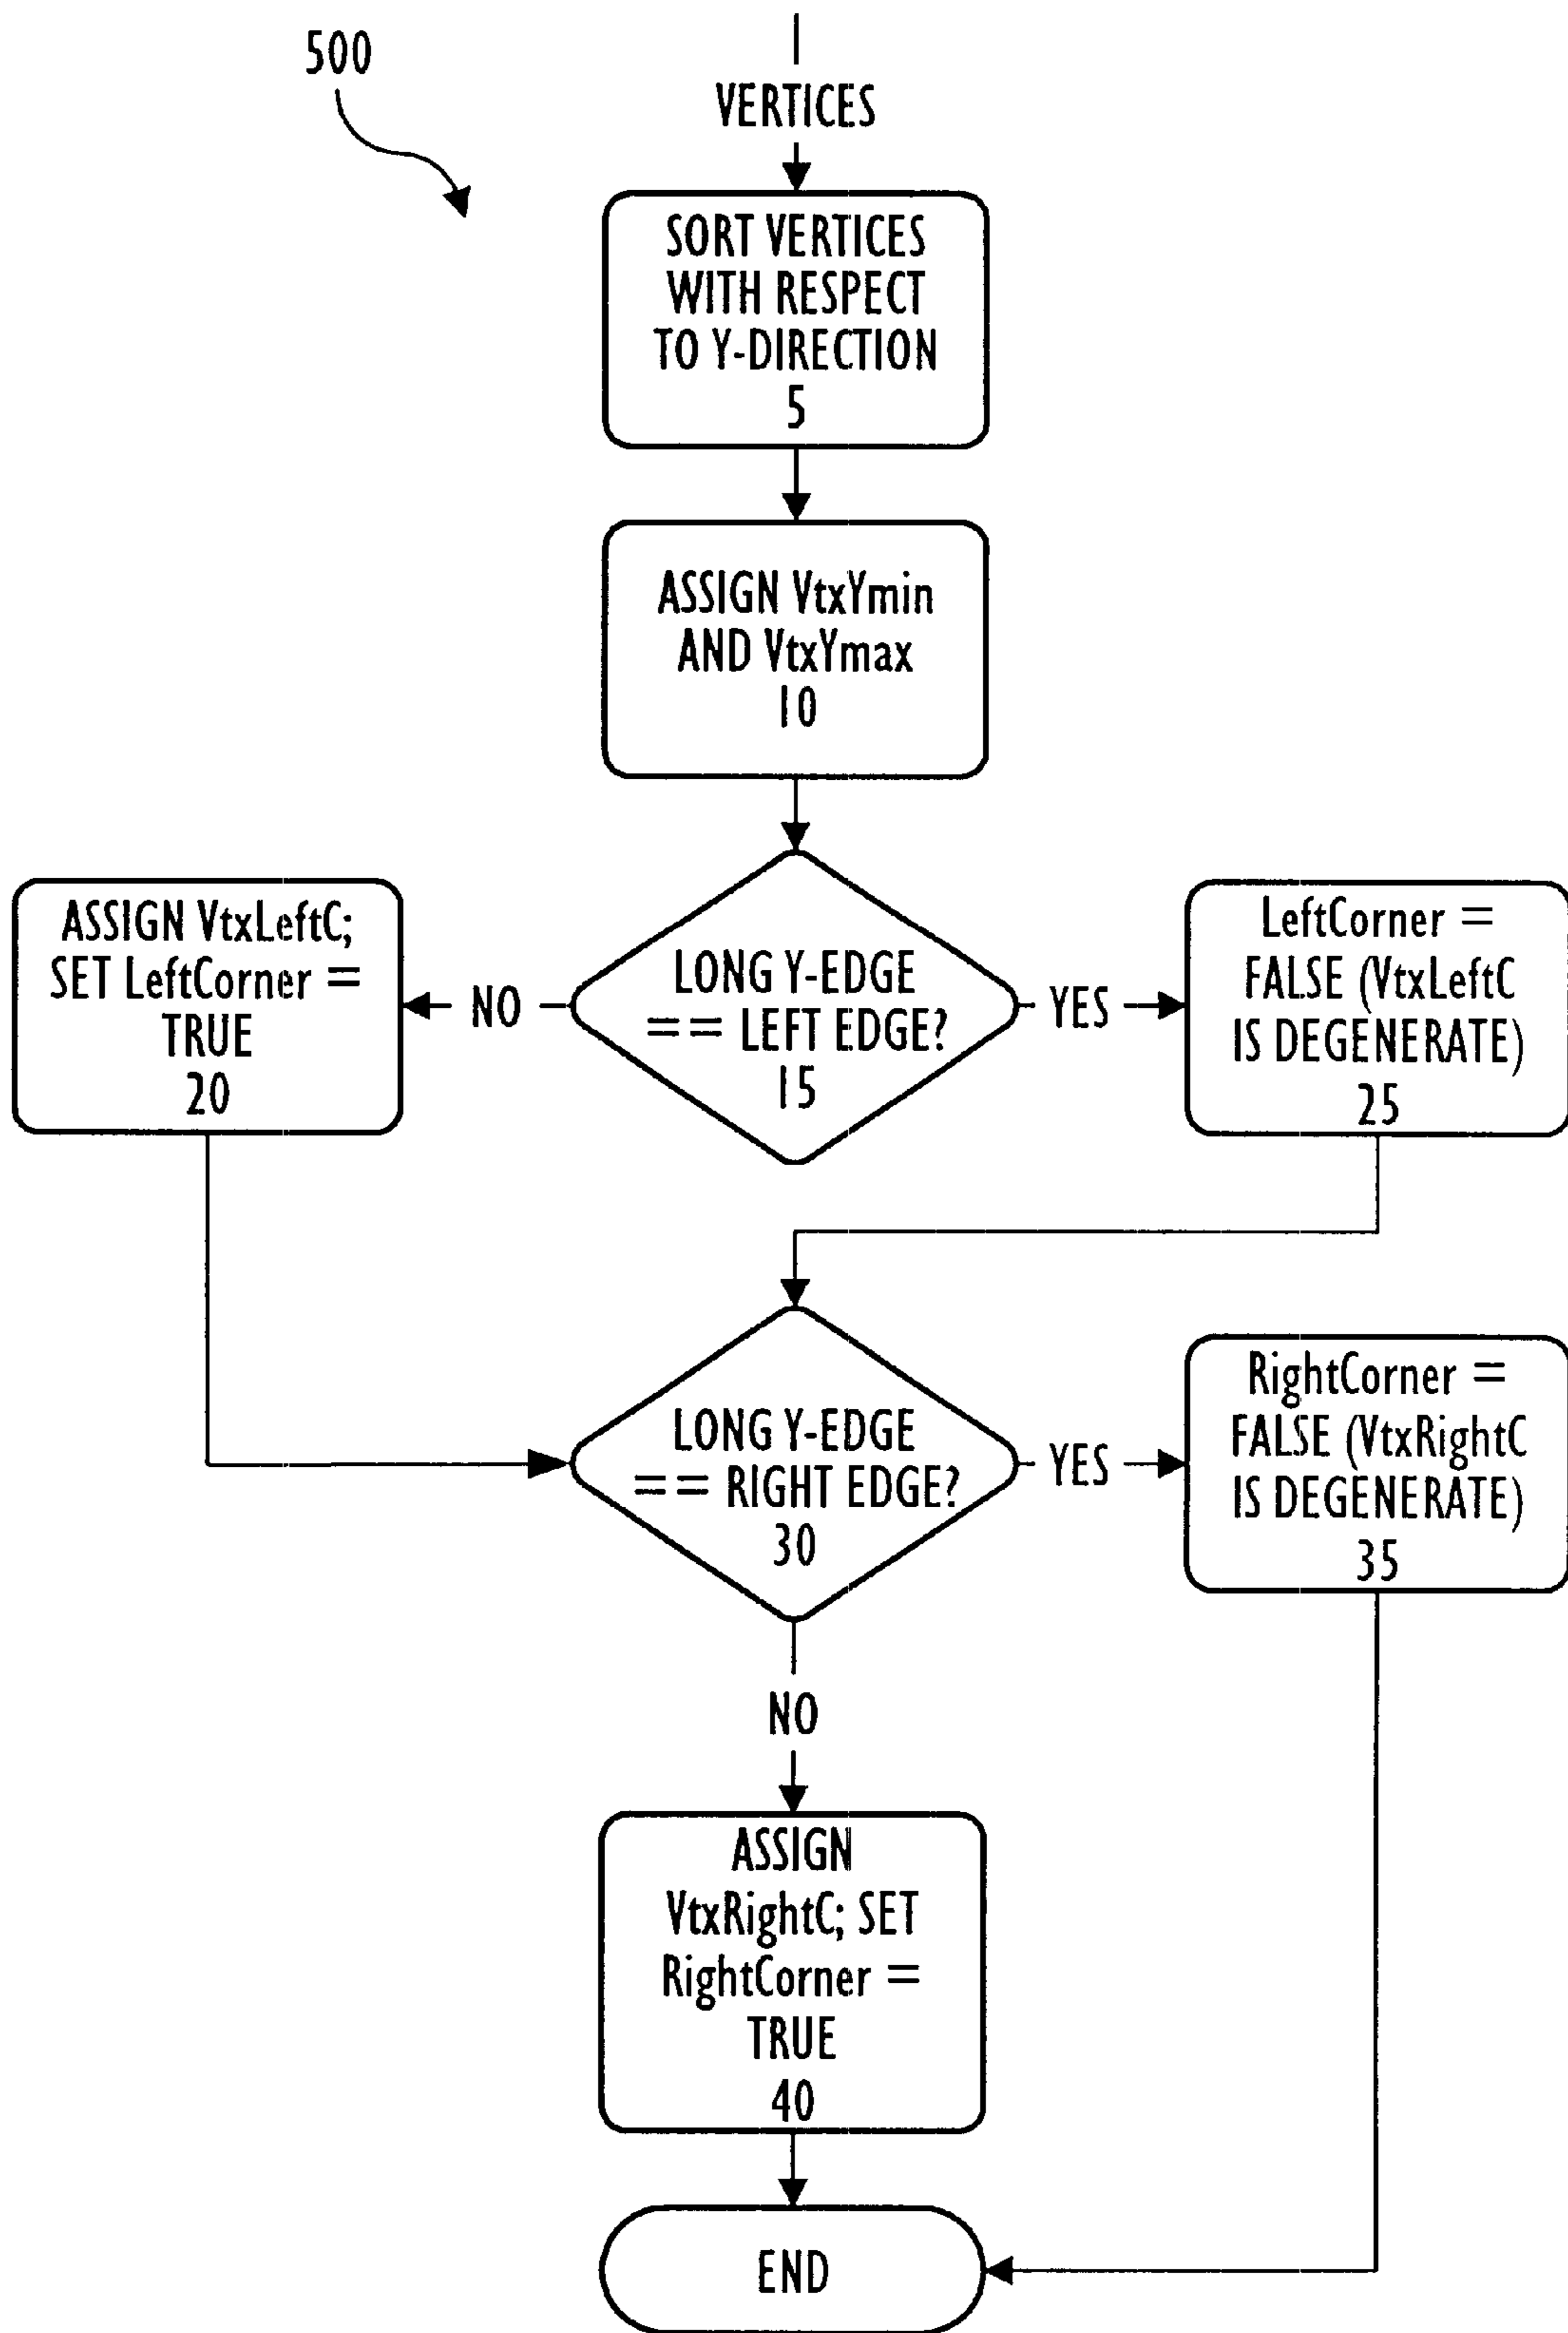 500
VERTICES
SORT VERTICES
WITH RESPECT
TO Y-DIRECTION
5
ASSIGN VtxYmin
AND VtxYmax
10
ASSIGN VtxLeftC;
SET LeftCorner =
TRUE
20
NO
LONG Y-EDGE
== LEFT EDGE?
15
YES
LeftCorner =
FALSE (VtxLeftC
IS DEGENERATE)
25
LONG Y-EDGE
== RIGHT EDGE?
30
YES
RightCorner =
FALSE (VtxRightC
IS DEGENERATE)
35
NO
ASSIGN
VtxRightC; SET
RightCorner =
TRUE
40
END